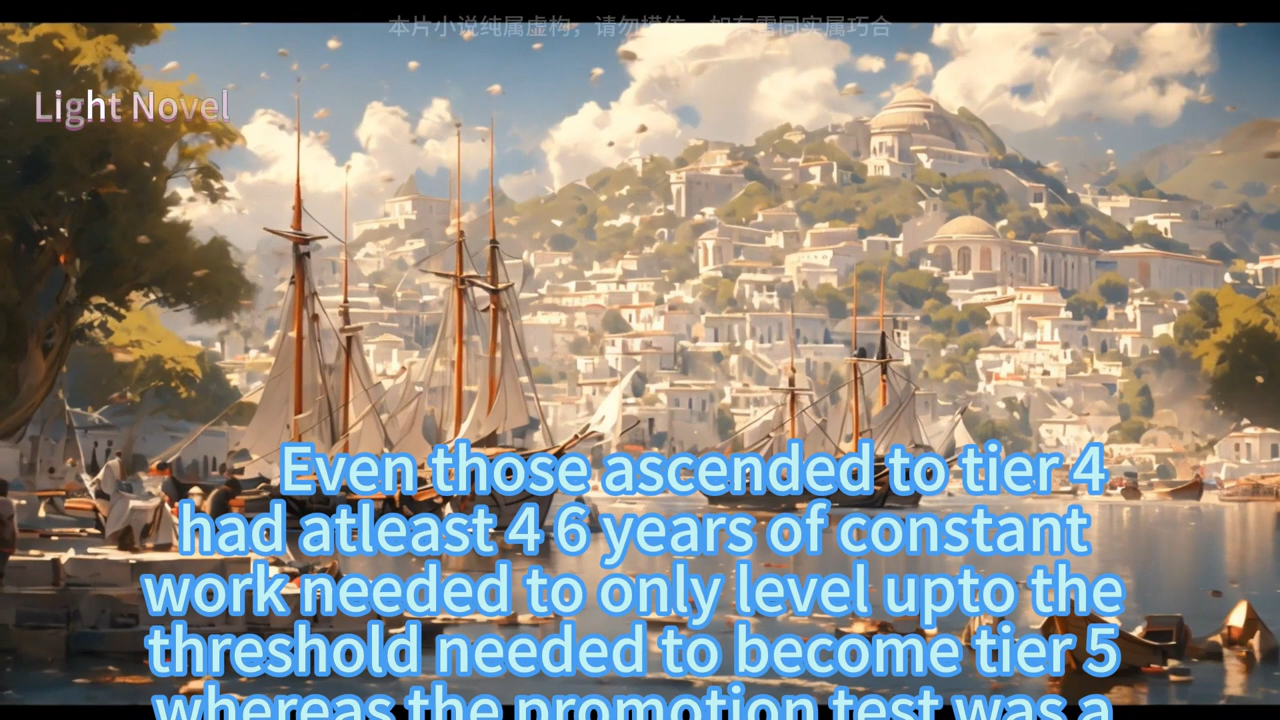 本片小说纯属虚构，请勿模仿，如有雷同实属巧合
Light Novel
Even those ascended to tier 4
had atleast 4 6 years of constant
work needed to only level upto the
threshold needed to become tier 5
whereas the promotion test was a